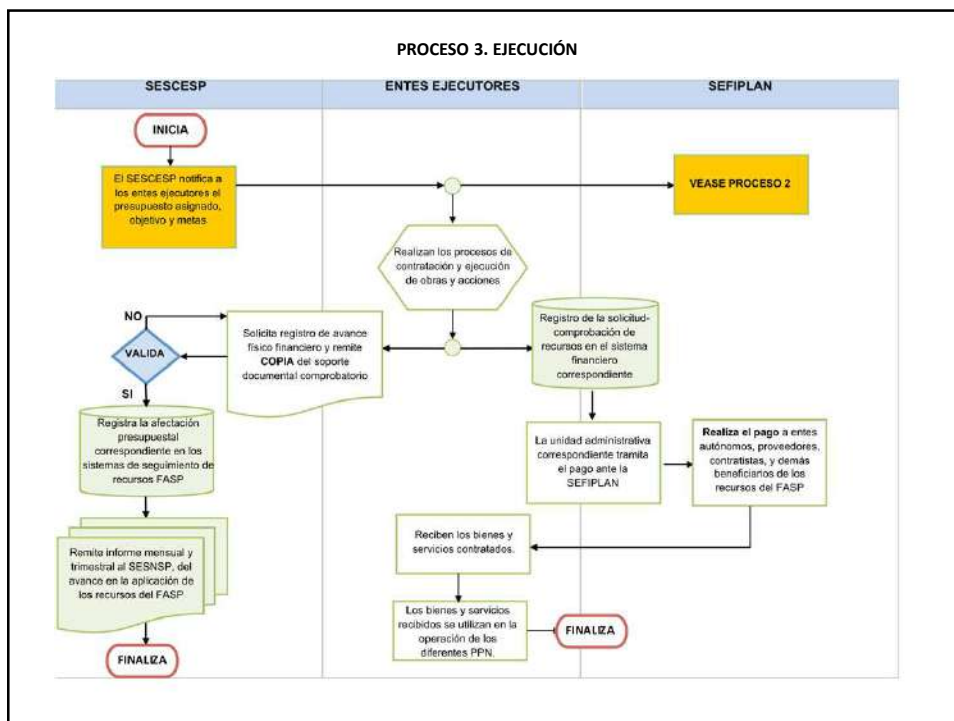 PROCESO 3. EJECUCIÓN
SESCESP
ENTES EJECUTORES
SEFIPLAN
INICIA
El SESCESP notifica a
los entes ejecutores el
presupuesto asignado,
objetivo y metas
VEASE PROCESO 2
Realizan los procesos de
contratación y ejecución
de obras y acciones
NO
VALIDA
SI
Solicita registro de avance
físico financiero y remite
COPIA del soporte
documental comprobatorio
Registro de la solicitud-
comprobación de
recursos en el sistema
financiero
correspondiente
Registra la afectación
presupuestal
correspondiente en los
sistemas de seguimiento de
recursos FASP
La unidad administrativa
correspondiente tramita
el pago ante la
SEFIPLAN
Realiza el pago a entes
autónomos, proveedores,
contratistas, y demás
beneficiarios de los
recursos del FASP
Remite informe mensual y
trimestral al SESNSP, del
avance en la aplicación de
los recursos del FASP
Reciben los bienes y
servicios contratados.
Los bienes y servicios
recibidos se utilizan en la
operación de los
diferentes PPN.
FINALIZA
FINALIZA